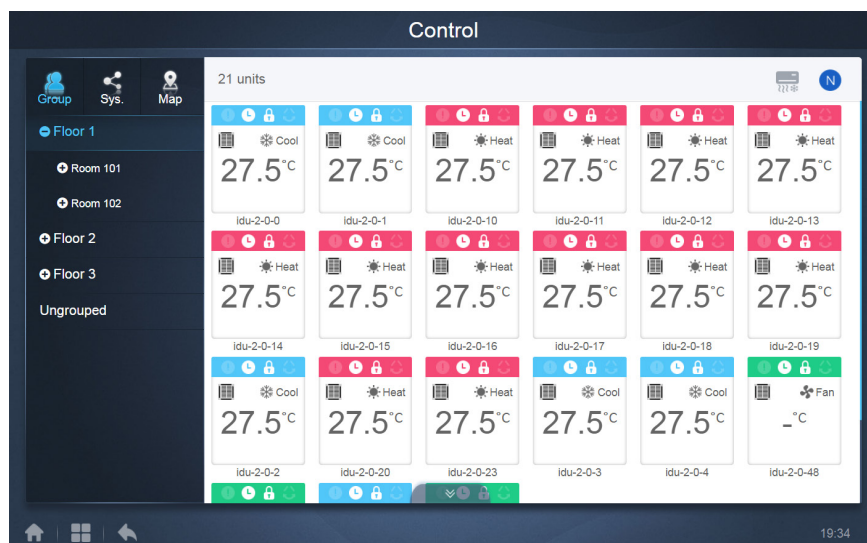 Control
Group Sys. Map
21 units
N
Floor 1
Room 101
Room 102
Floor 2
Floor 3
Ungrouped
Cool Cool Heat Heat Heat Heat
27.5°C 27.5°C 27.5°C 27.5°C 27.5°C 27.5°C
idu-2-0-0 idu-2-0-1 idu-2-0-10 idu-2-0-11 idu-2-0-12 idu-2-0-13
Heat Heat Heat Heat Heat Heat
27.5°C 27.5°C 27.5°C 27.5°C 27.5°C 27.5°C
idu-2-0-14 idu-2-0-15 idu-2-0-16 idu-2-0-17 idu-2-0-18 idu-2-0-19
Cool Heat Heat Cool Cool Fan
27.5°C 27.5°C 27.5°C 27.5°C 27.5°C _°C
idu-2-0-2 idu-2-0-20 idu-2-0-23 idu-2-0-3 idu-2-0-4 idu-2-0-48
19:34